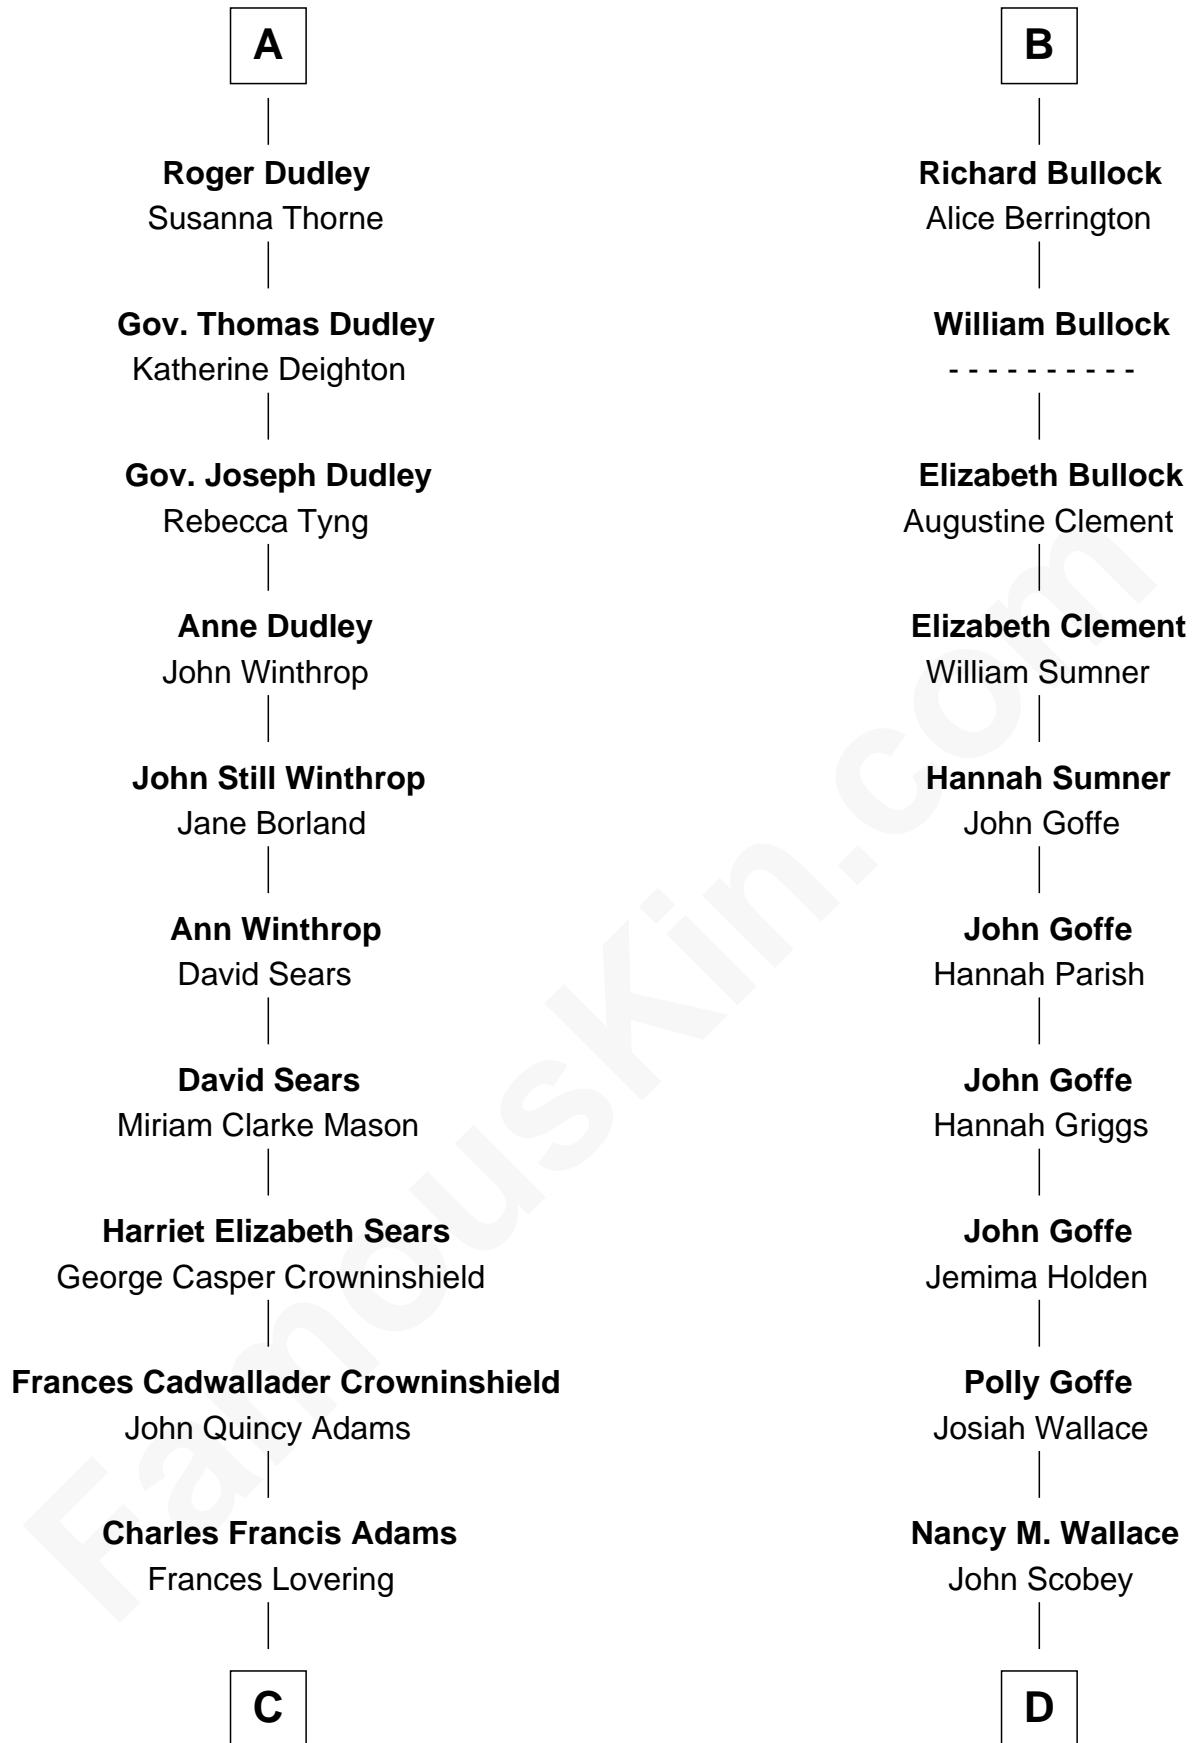 A
Roger Dudley
Susanna Thorne
Gov. Thomas Dudley
Katherine Deighton
Gov. Joseph Dudley
Rebecca Tyng
Anne Dudley
John Winthrop
John Still Winthrop
Jane Borland
Ann Winthrop
David Sears
David Sears
Miriam Clarke Mason
Harriet Elizabeth Sears
George Casper Crowninshield
Frances Cadwallader Crowninshield
John Quincy Adams
Charles Francis Adams
Frances Lovering
C
B
Richard Bullock
Alice Berrington
William Bullock
- - - - - - - - - -
Elizabeth Bullock
Augustine Clement
Elizabeth Clement
William Sumner
Hannah Sumner
John Goffe
John Goffe
Hannah Parish
John Goffe
Hannah Griggs
John Goffe
Jemima Holden
Polly Goffe
Josiah Wallace
Nancy M. Wallace
John Scobey
D
FamousKin.com